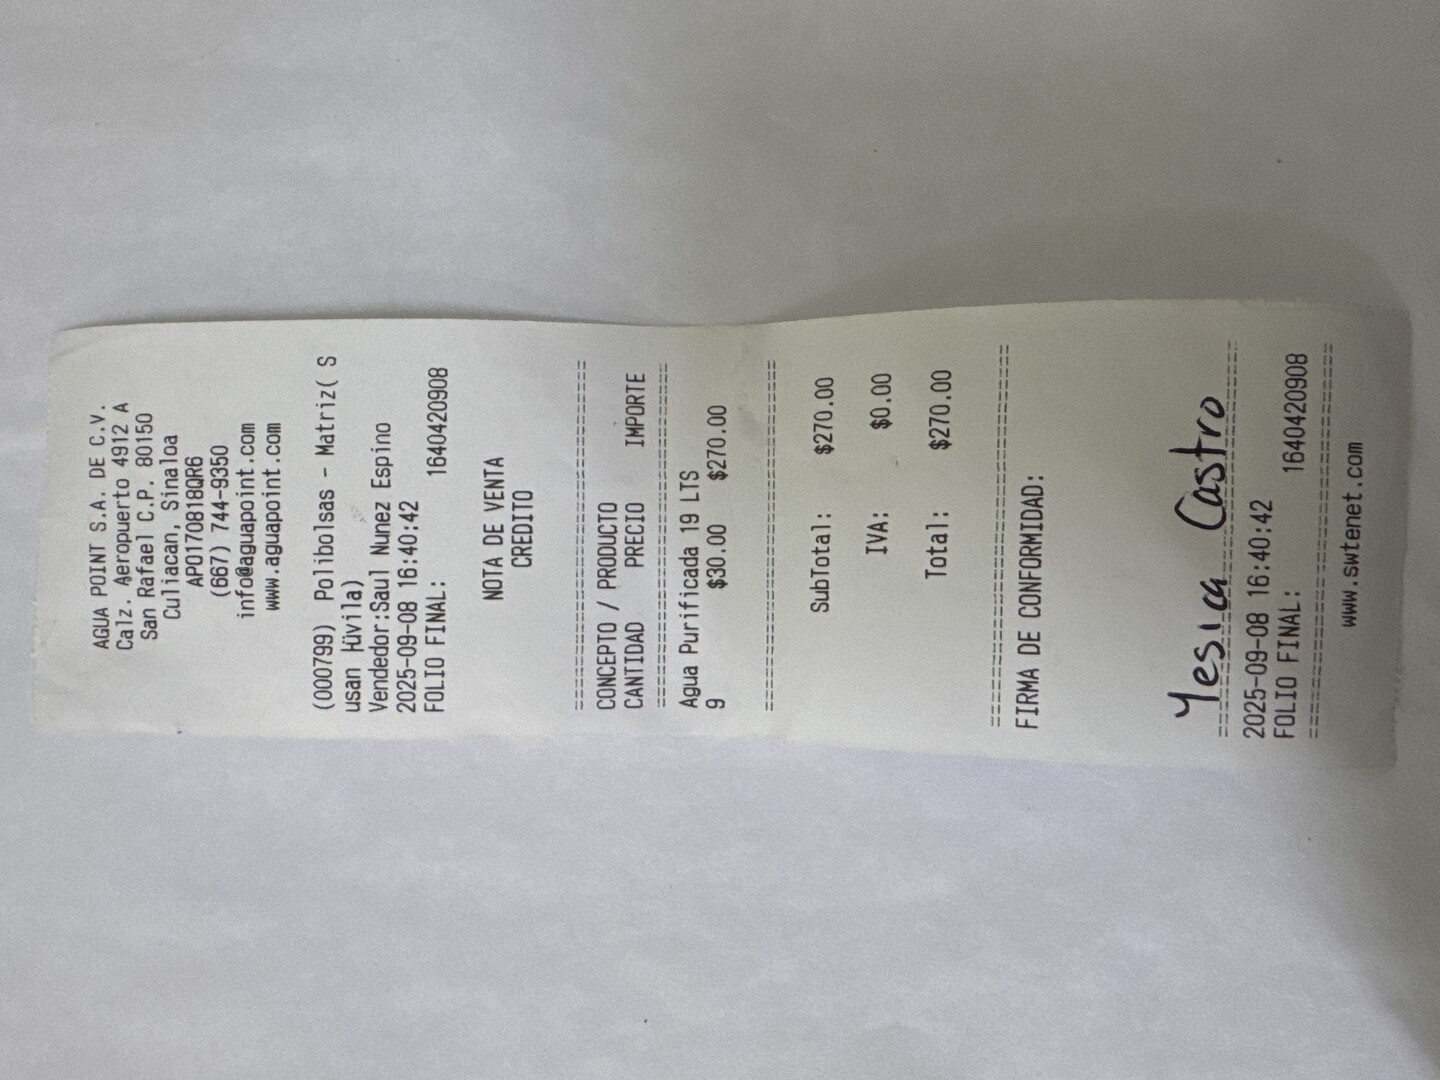 AGUA POINT S.A. DE C.V.
Calz. Aeropuerto 4912 A
San Rafael C.P. 80150
Culiacan, Sinaloa
APO170818QR6
(667) 744-9350
info@aguapoint.com
www.aguapoint.com
(000799) Polibolsas - Matriz( S
usan Húvila)
Vendedor:Saul Nunez Espino
2025-09-08 16:40:42
FOLIO FINAL: 1640420908
NOTA DE VENTA
CREDITO
==============================
CONCEPTO / PRODUCTO
CANTIDAD PRECIO IMPORTE
==============================
Agua Purificada 19 LTS
9 $30.00 $270.00
==============================
SubTotal: $270.00
IVA: $0.00
Total: $270.00
==============================
FIRMA DE CONFORMIDAD:
Yesica Castro
==============================
2025-09-08 16:40:42
FOLIO FINAL: 1640420908
==============================
www.swtenet.com